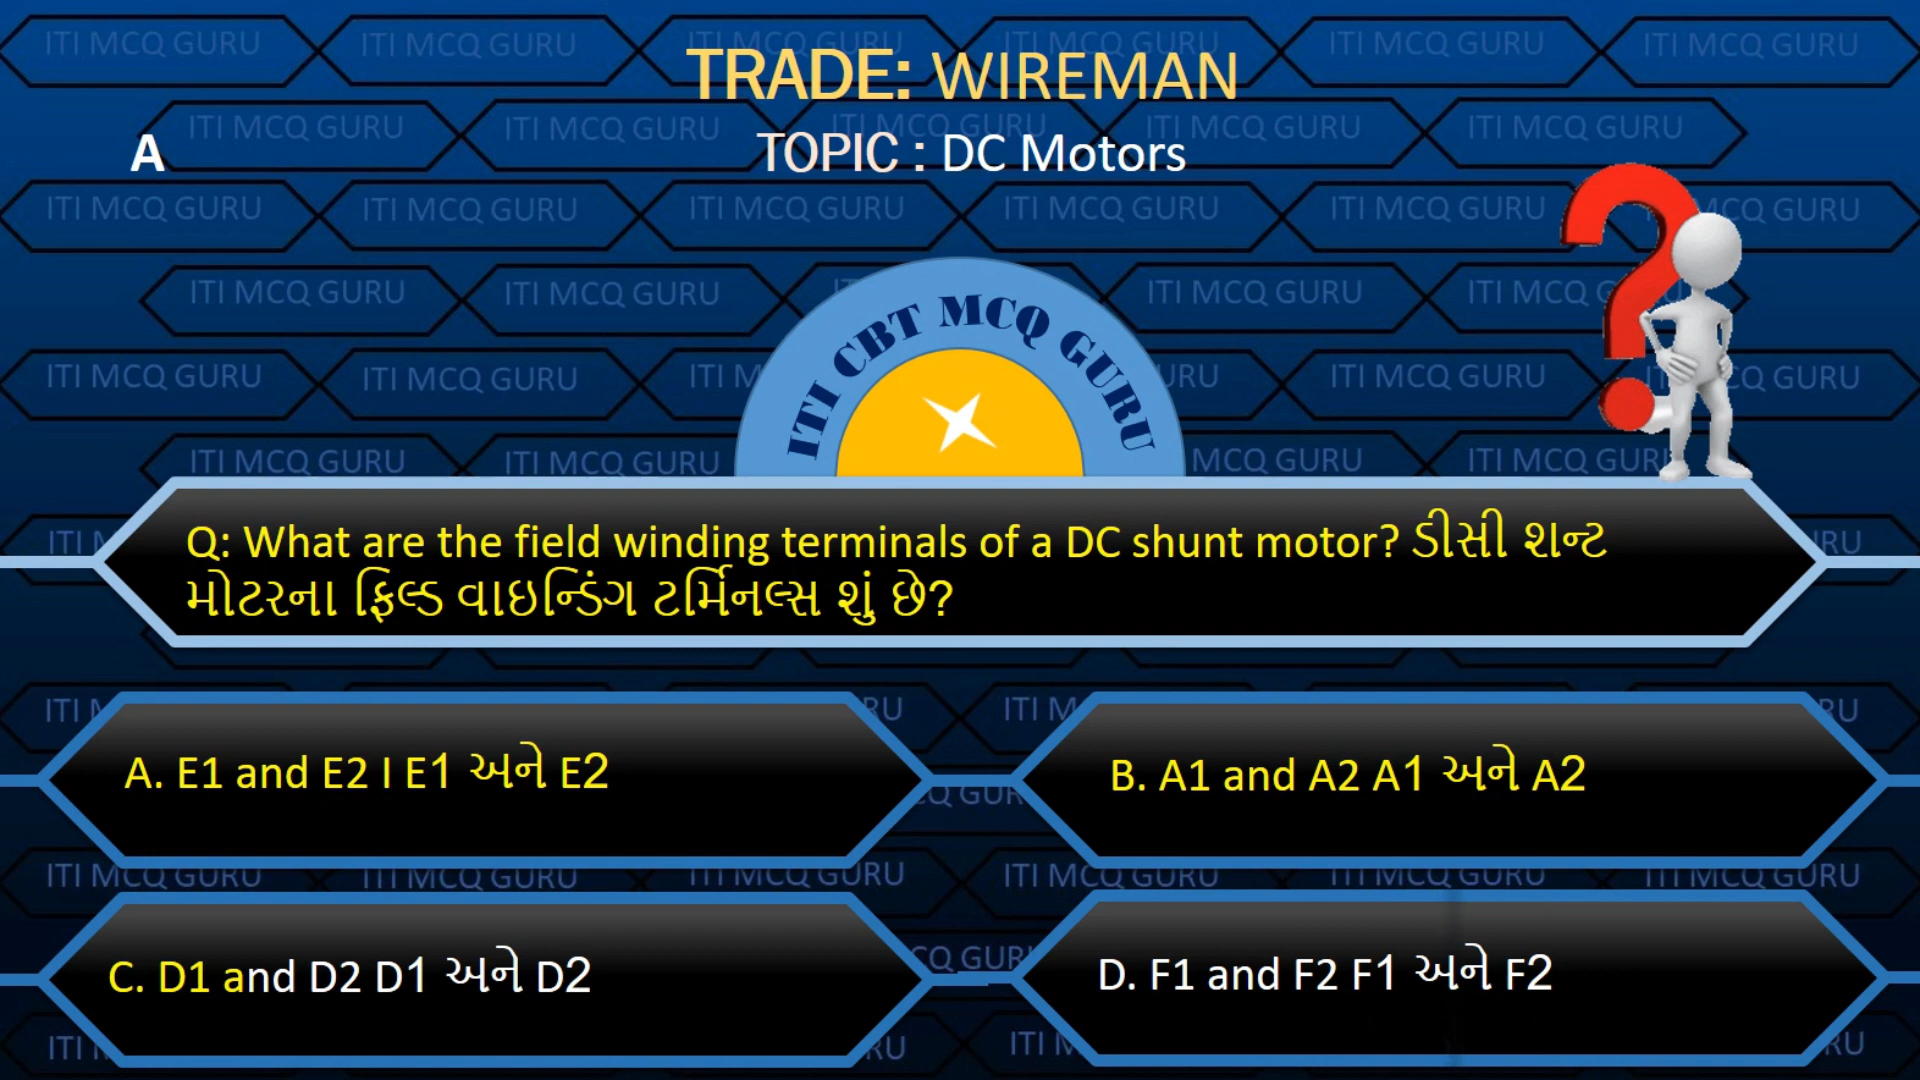 TRADE: WIREMAN
A
TOPIC : DC Motors
ITI CBT MCQ GURU
Q: What are the field winding terminals of a DC shunt motor? ડીસી શન્ટ
મોટરના ફિલ્ડ વાઇન્ડિંગ ટર્મિનલ્સ શું છે?
A. E1 and E2 I E1 અને E2
B. A1 and A2 A1 અને A2
C. D1 and D2 D1 અને D2
D. F1 and F2 F1 અને F2